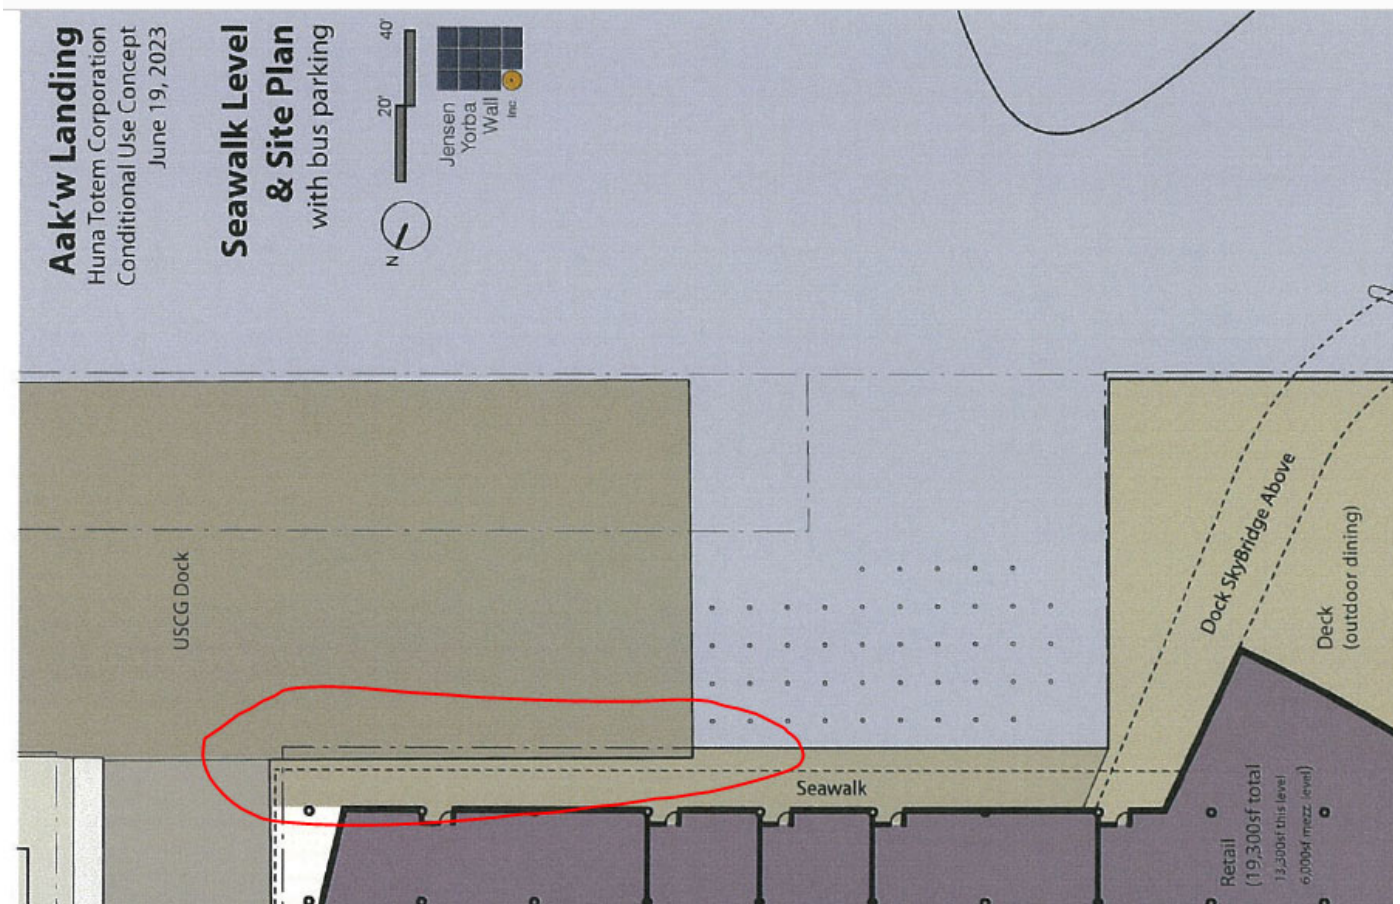 Aak'w Landing
Huna Totem Corporation
Conditional Use Concept
June 19, 2023
Seawalk Level
& Site Plan
with bus parking
20'
40'
N
Jensen
Yorba
Wall
Inc
USCG Dock
Seawalk
Dock SkyBridge Above
Deck
(outdoor dining)
Retail
(19,300sf total
13,300sf this level
6,000sf mezz. level)